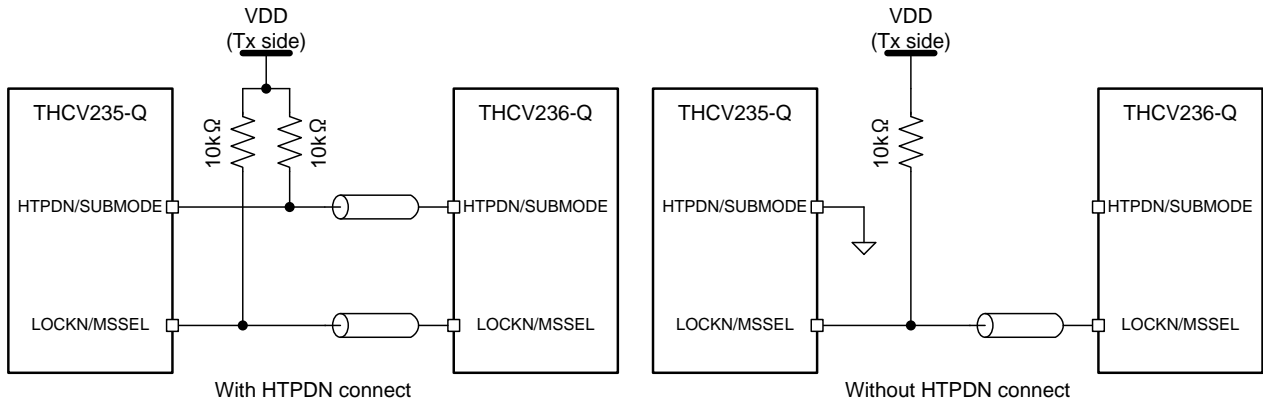 VDD
(Tx side)
THCV235-Q
10kΩ
10kΩ
THCV236-Q
HTPDN/SUBMODE
HTPDN/SUBMODE
LOCKN/MSSEL
LOCKN/MSSEL
With HTPDN connect
VDD
(Tx side)
THCV235-Q
10kΩ
THCV236-Q
HTPDN/SUBMODE
HTPDN/SUBMODE
LOCKN/MSSEL
LOCKN/MSSEL
Without HTPDN connect